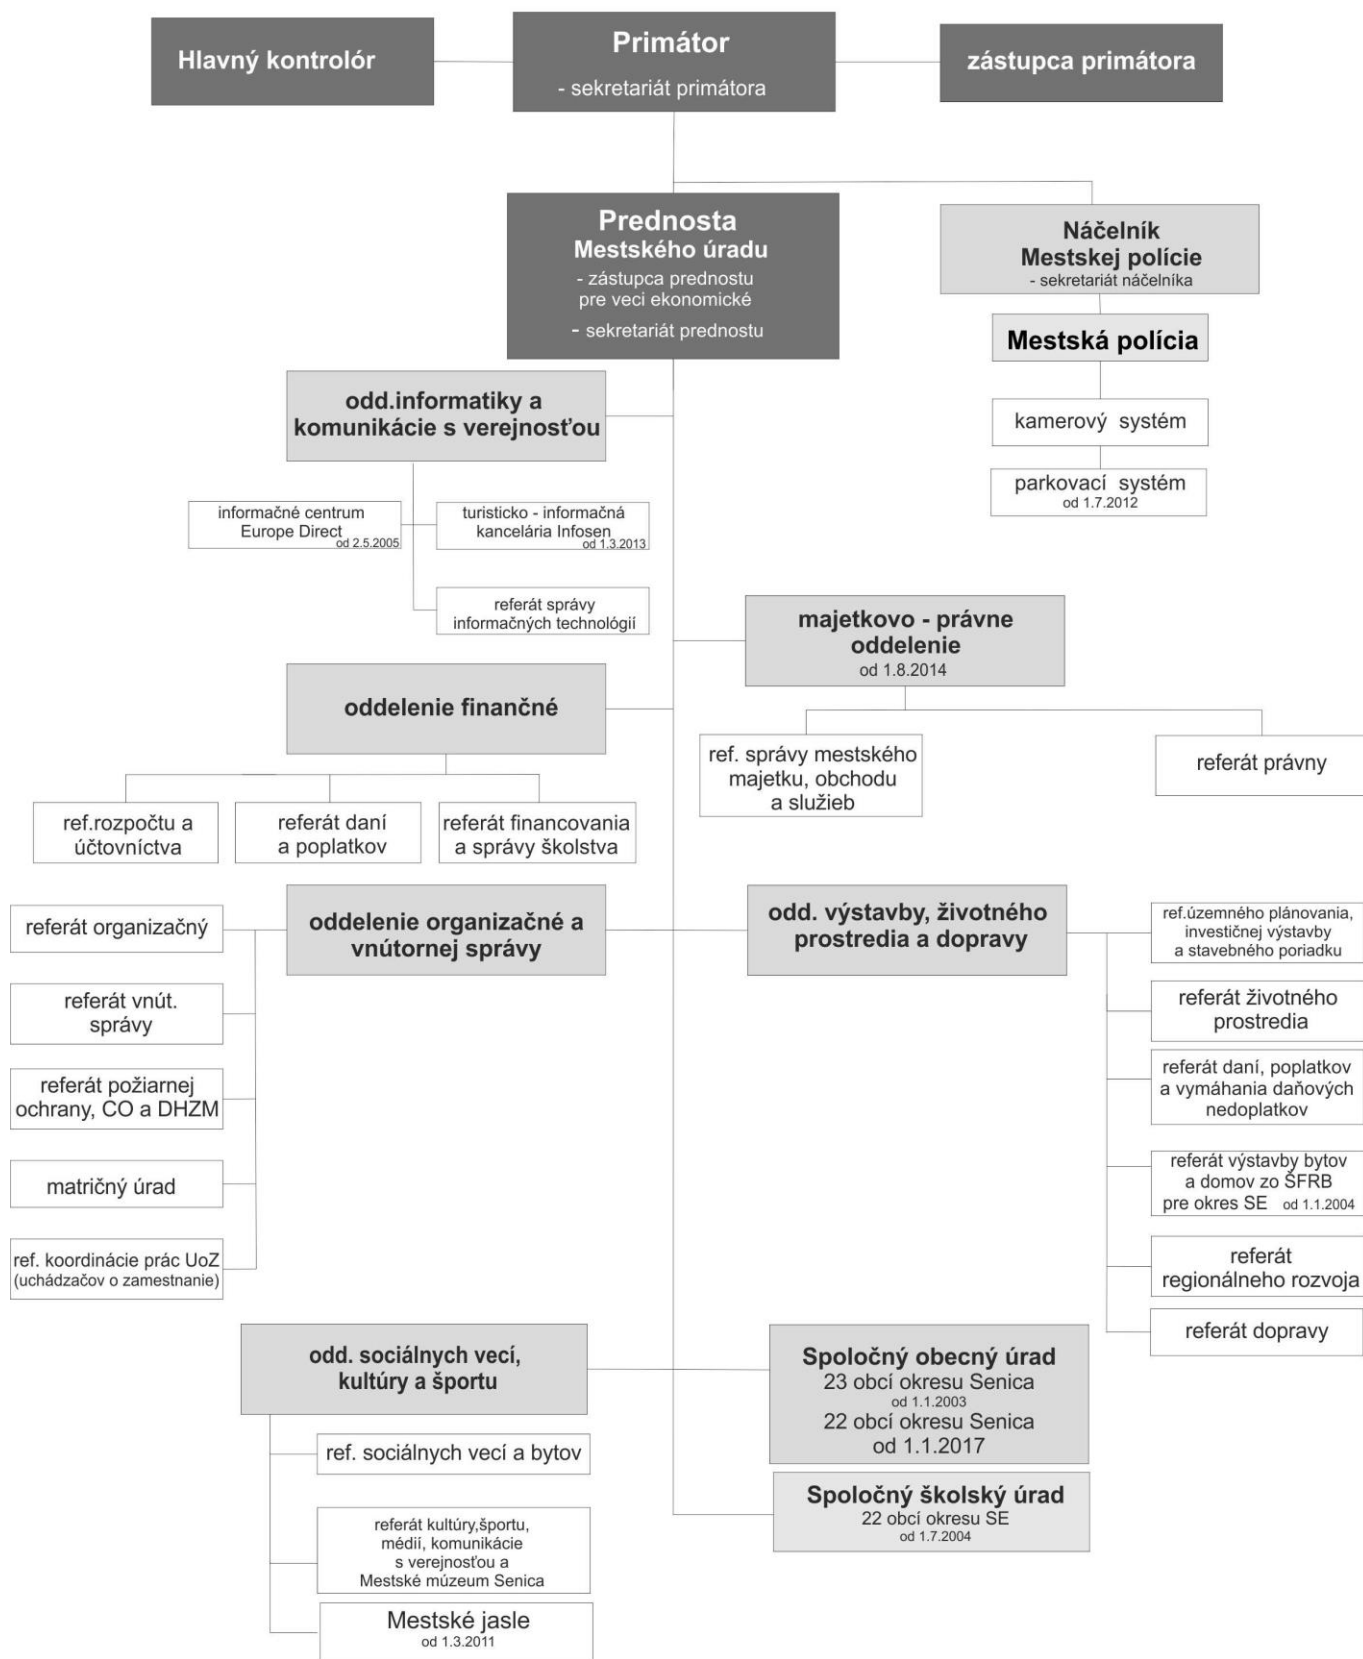 Hlavný kontrolór
Primátor
- sekretariát primátora
zástupca primátora
Prednosta
Mestského úradu
- zástupca prednostu
pre veci ekonomické
- sekretariát prednostu
Náčelník
Mestskej polície
- sekretariát náčelníka
Mestská polícia
kamerový systém
parkovací systém
od 1.7.2012
odd.informatiky a
komunikácie s verejnosťou
informačné centrum
Europe Direct
od 2.5.2005
turisticko - informačná
kancelária Infosen
od 1.3.2013
referát správy
informačných technológií
majetkovo - právne
oddelenie
od 1.8.2014
ref. správy mestského
majetku, obchodu
a služieb
referát právny
oddelenie finančné
ref.rozpočtu a
účtovníctva
referát daní
a poplatkov
referát financovania
a správy školstva
oddelenie organizačné a
vnútornej správy
referát organizačný
referát vnút.
správy
referát požiarnej
ochrany, CO a DHZM
matričný úrad
ref. koordinácie prác UoZ
(uchádzačov o zamestnanie)
odd. výstavby, životného
prostredia a dopravy
ref.územného plánovania,
investičnej výstavby
a stavebného poriadku
referát životného
prostredia
referát daní, poplatkov
a vymáhania daňových
nedoplatkov
referát výstavby bytov
a domov zo ŠFRB
pre okres SE od 1.1.2004
referát
regionálneho rozvoja
referát dopravy
odd. sociálnych vecí,
kultúry a športu
ref. sociálnych vecí a bytov
referát kultúry,športu,
médií, komunikácie
s verejnosťou a
Mestské múzeum Senica
Mestské jasle
od 1.3.2011
Spoločný obecný úrad
23 obcí okresu Senica
od 1.1.2003
22 obcí okresu Senica
od 1.1.2017
Spoločný školský úrad
22 obcí okresu SE
od 1.7.2004